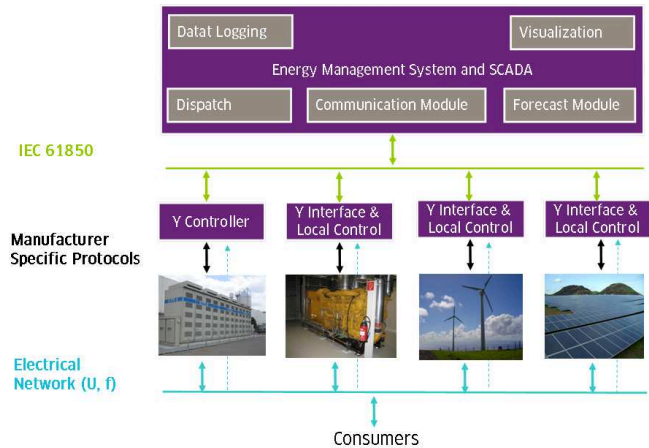 Datat Logging
Visualization
Energy Management System and SCADA
Dispatch
Communication Module
Forecast Module
IEC 61850
Y Controller
Y Interface &
Local Control
Y Interface &
Local Control
Y Interface &
Local Control
Manufacturer
Specific Protocols
Electrical
Network (U, f)
Consumers